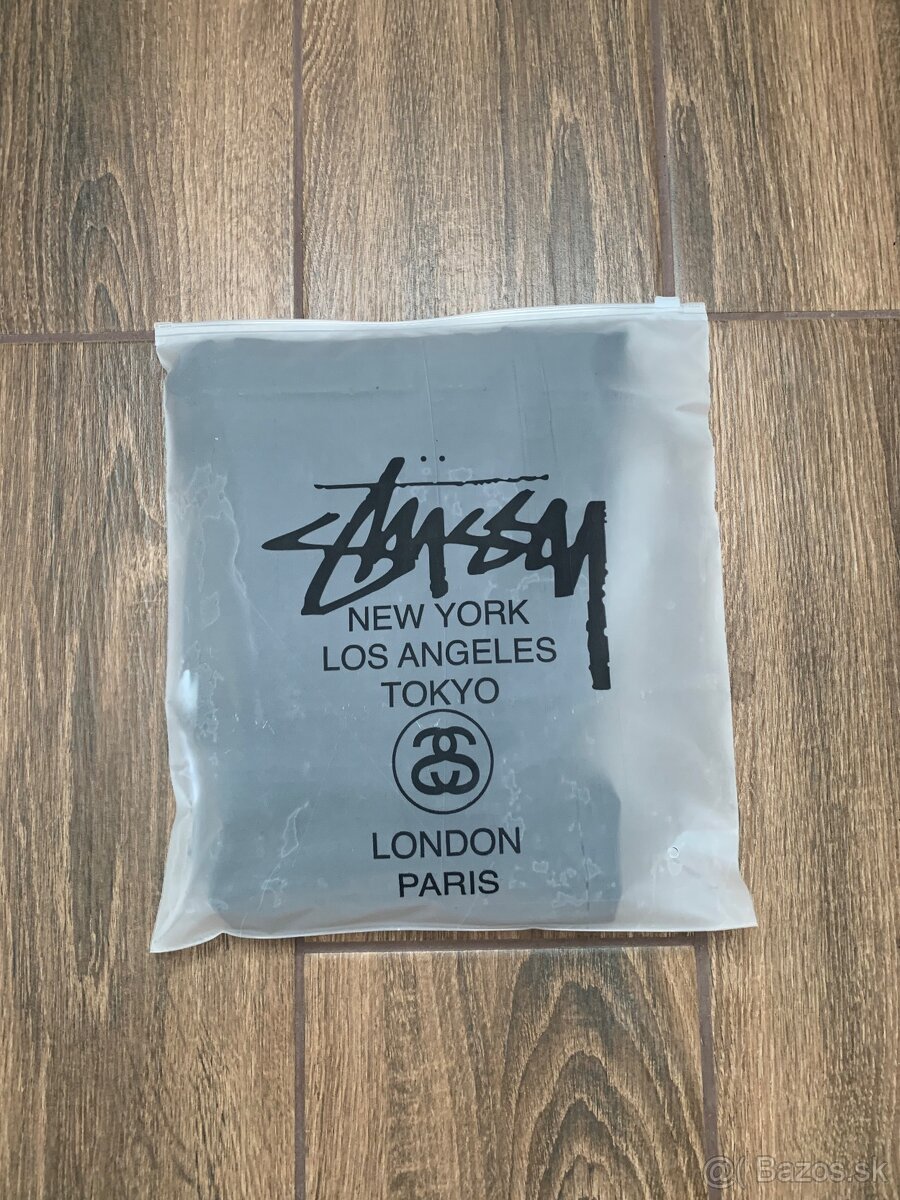 Stüssy
NEW YORK
LOS ANGELES
TOKYO
LONDON
PARIS
@( Bazos.sk